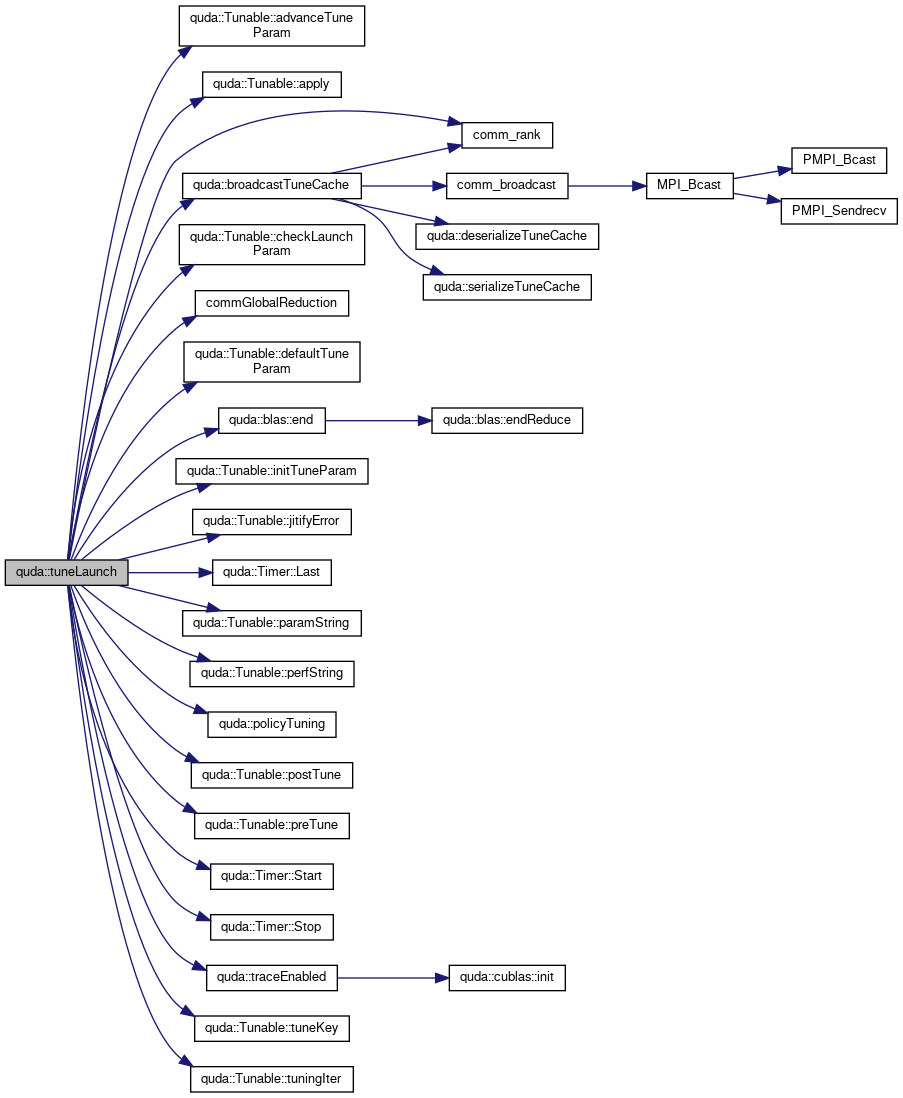 quda::Tunable::advanceTune
Param
quda::Tunable::apply
comm_rank
PMPI_Bcast
quda::broadcastTuneCache
comm_broadcast
MPI_Bcast
PMPI_Sendrecv
quda::Tunable::checkLaunch
Param
quda::deserializeTuneCache
quda::serializeTuneCache
commGlobalReduction
quda::Tunable::defaultTune
Param
quda::blas::end
quda::blas::endReduce
quda::Tunable::initTuneParam
quda::Tunable::jitifyError
quda::tuneLaunch
quda::Timer::Last
quda::Tunable::paramString
quda::Tunable::perfString
quda::policyTuning
quda::Tunable::postTune
quda::Tunable::preTune
quda::Timer::Start
quda::Timer::Stop
quda::traceEnabled
quda::cublas::init
quda::Tunable::tuneKey
quda::Tunable::tuningIter